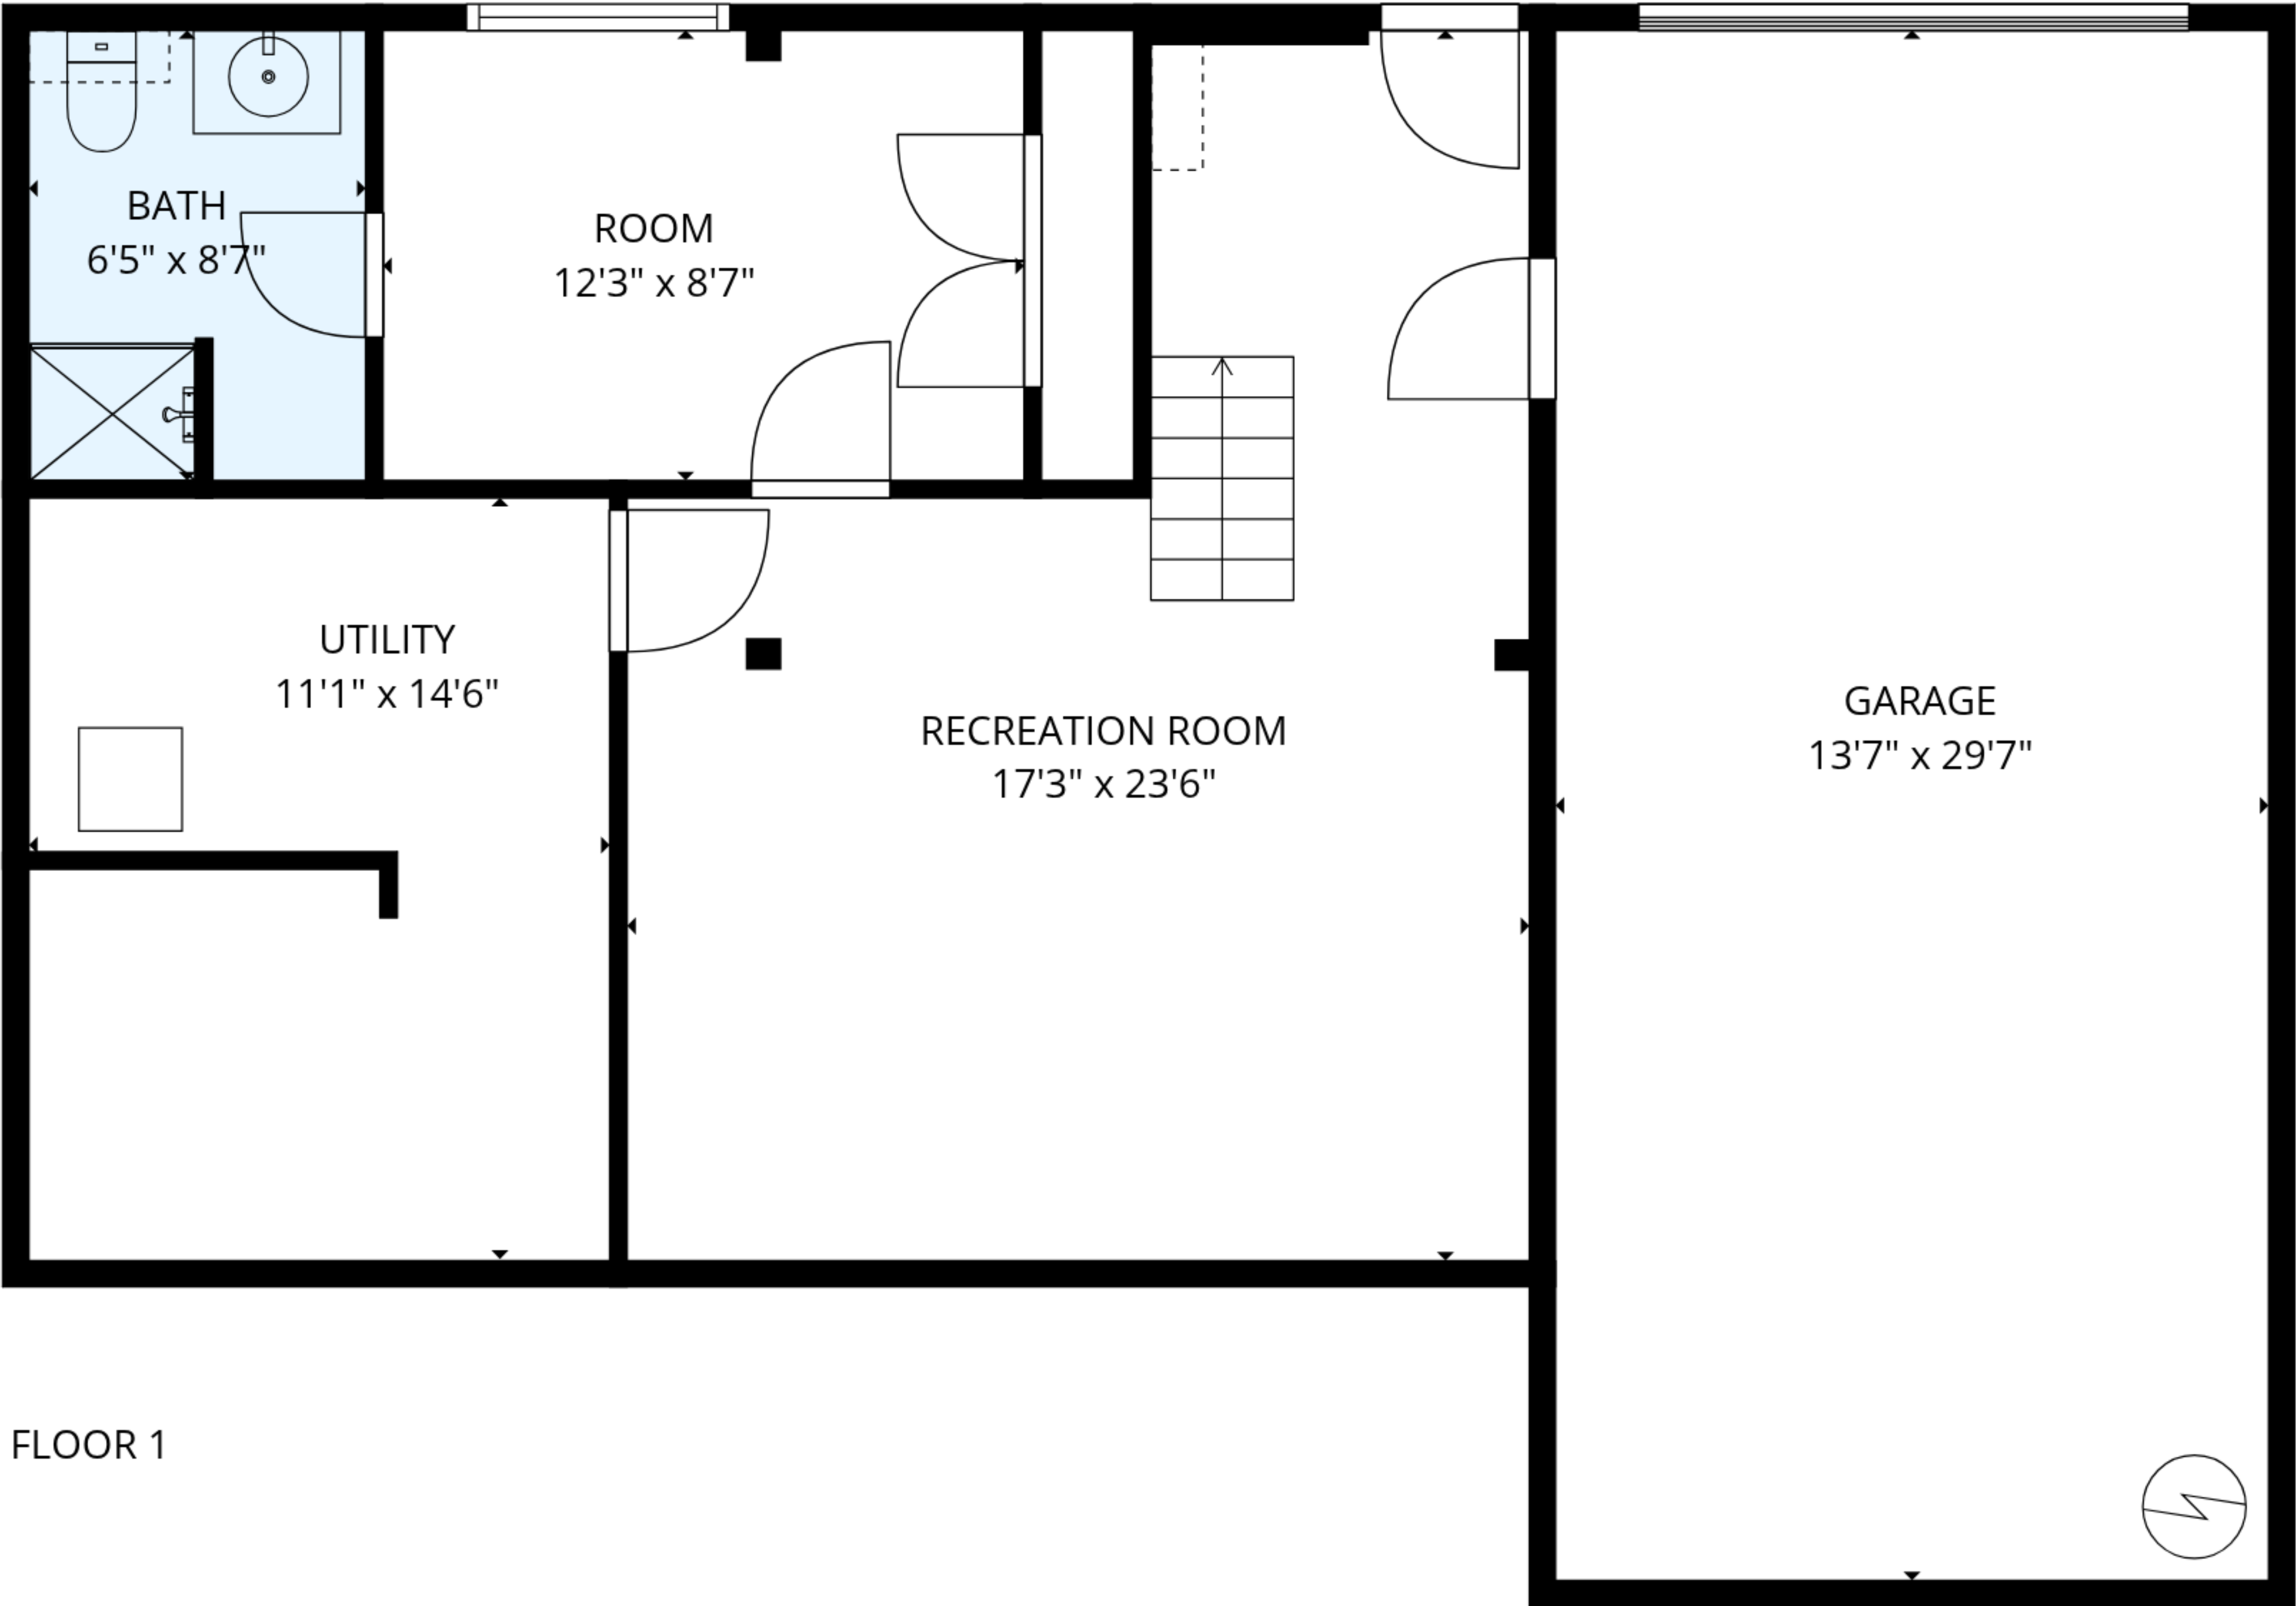 BATH
6'5" x 8'7"
ROOM
12'3" x 8'7"
UTILITY
11'1" x 14'6"
RECREATION ROOM
17'3" x 23'6"
GARAGE
13'7" x 29'7"
FLOOR 1